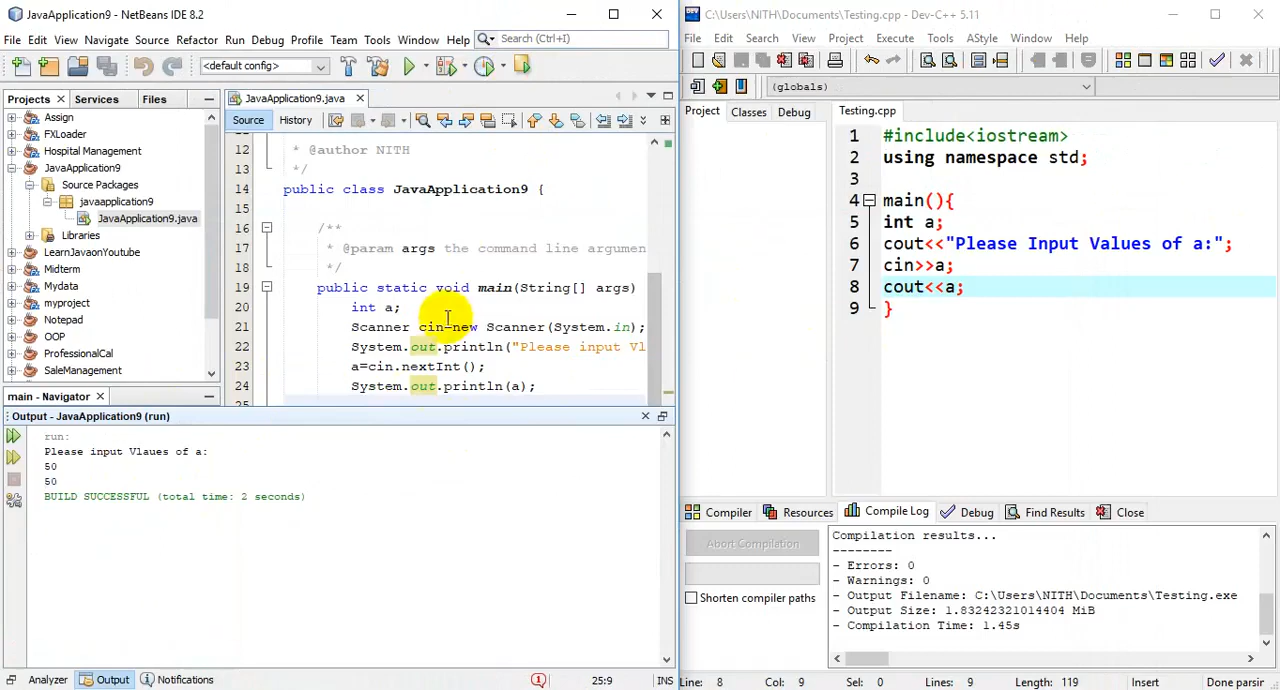 JavaApplication9 - NetBeans IDE 8.2
File Edit View Navigate Source Refactor Run Debug Profile Team Tools Window Help Search (Ctrl+I)
<default config>
Projects Services Files
Assign
FXLoader
Hospital Management
JavaApplication9
Source Packages
javaapplication9
JavaApplication9.java
Libraries
LearnJavaonYoutube
Midterm
Mydata
myproject
Notepad
OOP
ProfessionalCal
SaleManagement
main - Navigator
JavaApplication9.java
Source History
12 * @author NITH
13 */
14 public class JavaApplication9 {
15
16 /**
17 * @param args the command line argumen
18 */
19 public static void main(String[] args)
20 int a;
21 Scanner cin=new Scanner(System.in);
22 System.out.println("Please input Vl
23 a=cin.nextInt();
24 System.out.println(a);
25
Output - JavaApplication9 (run)
run:
Please input Vlaues of a:
50
50
BUILD SUCCESSFUL (total time: 2 seconds)
Analyzer Output Notifications 1 25:9 INS
C:\Users\NITH\Documents\Testing.cpp - Dev-C++ 5.11
File Edit Search View Project Execute Tools AStyle Window Help
(globals)
Project Classes Debug
Testing.cpp
1 #include<iostream>
2 using namespace std;
3
4 main(){
5 int a;
6 cout<<"Please Input Values of a:";
7 cin>>a;
8 cout<<a;
9 }
Compiler Resources Compile Log Debug Find Results Close
Abort Compilation
Shorten compiler paths
Compilation results...
--------
- Errors: 0
- Warnings: 0
- Output Filename: C:\Users\NITH\Documents\Testing.exe
- Output Size: 1.83242321014404 MiB
- Compilation Time: 1.45s
Line: 8 Col: 9 Sel: 0 Lines: 9 Length: 119 Insert Done parsir